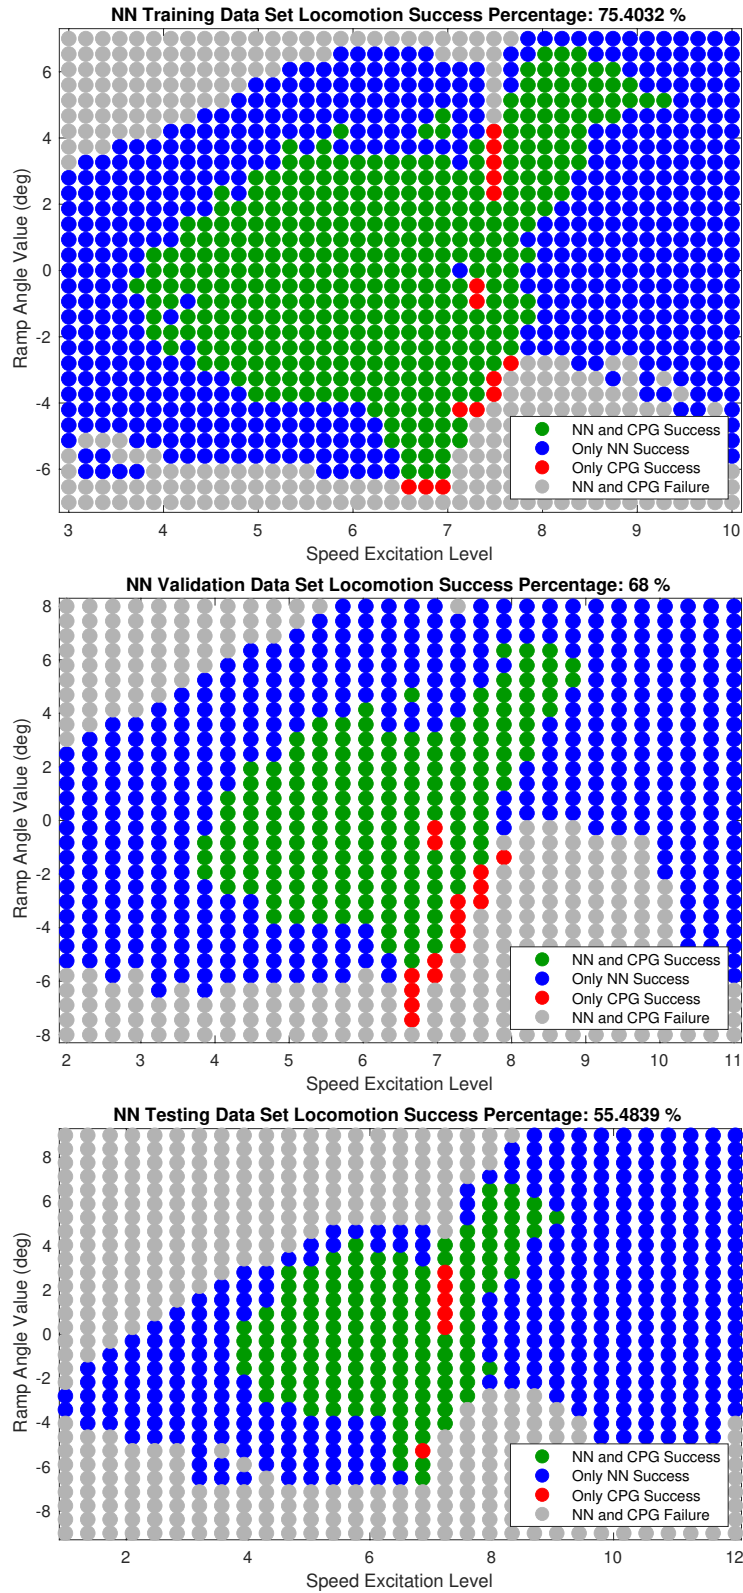 NN Training Data Set Locomotion Success Percentage: 75.4032 %
6
4
2
0
-2
-4
-6
Ramp Angle Value (deg)
NN and CPG Success
Only NN Success
Only CPG Success
NN and CPG Failure
3 4 5 6 7 8 9 10
Speed Excitation Level
NN Validation Data Set Locomotion Success Percentage: 68 %
8
6
4
2
0
-2
-4
-6
-8
Ramp Angle Value (deg)
NN and CPG Success
Only NN Success
Only CPG Success
NN and CPG Failure
2 3 4 5 6 7 8 9 10 11
Speed Excitation Level
NN Testing Data Set Locomotion Success Percentage: 55.4839 %
8
6
4
2
0
-2
-4
-6
-8
Ramp Angle Value (deg)
NN and CPG Success
Only NN Success
Only CPG Success
NN and CPG Failure
2 4 6 8 10 12
Speed Excitation Level